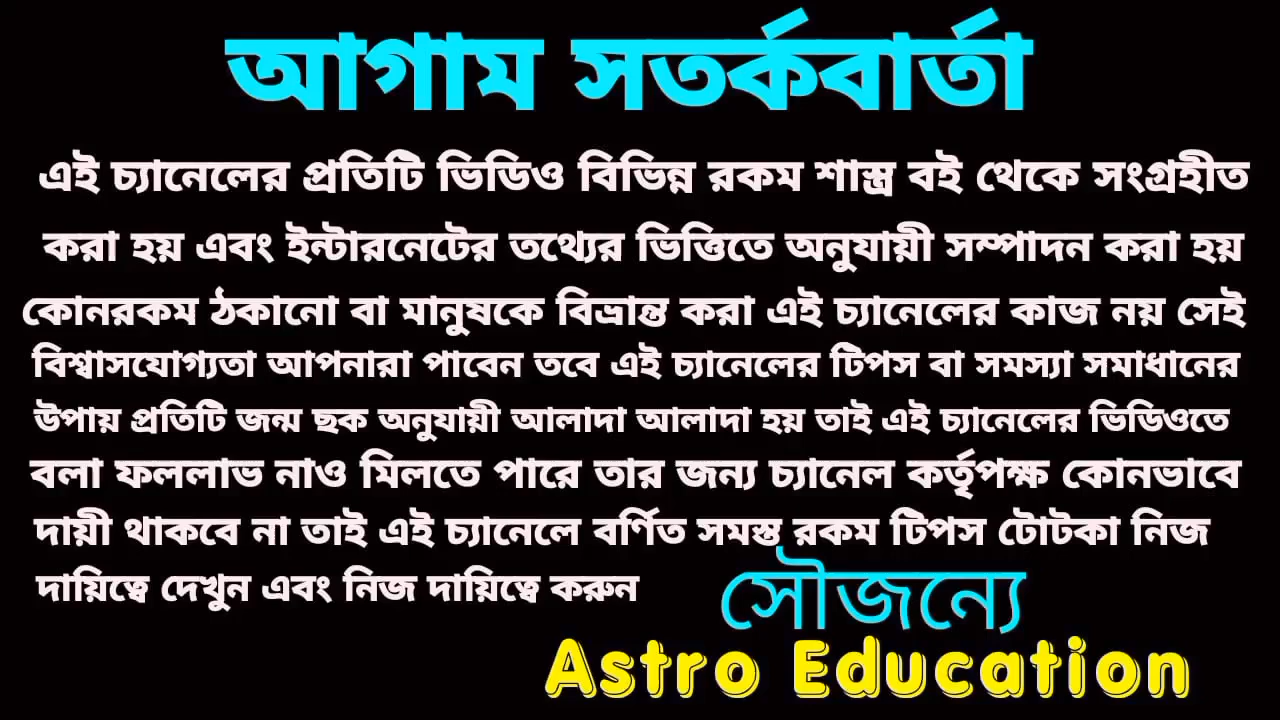 আগাম সতর্কবার্তা
এই চ্যানেলের প্রতিটি ভিডিও বিভিন্ন রকম শাস্ত্র বই থেকে সংগ্রহীত
করা হয় এবং ইন্টারনেটের তথ্যের ভিত্তিতে অনুযায়ী সম্পাদন করা হয়
কোনরকম ঠকানো বা মানুষকে বিভ্রান্ত করা এই চ্যানেলের কাজ নয় সেই
বিশ্বাসযোগ্যতা আপনারা পাবেন তবে এই চ্যানেলের টিপস বা সমস্যা সমাধানের
উপায় প্রতিটি জন্ম ছক অনুযায়ী আলাদা আলাদা হয় তাই এই চ্যানেলের ভিডিওতে
বলা ফললাভ নাও মিলতে পারে তার জন্য চ্যানেল কর্তৃপক্ষ কোনভাবে
দায়ী থাকবে না তাই এই চ্যানেলে বর্ণিত সমস্ত রকম টিপস টোটকা নিজ
দায়িত্বে দেখুন এবং নিজ দায়িত্বে করুন
সৌজন্যে
Astro Education